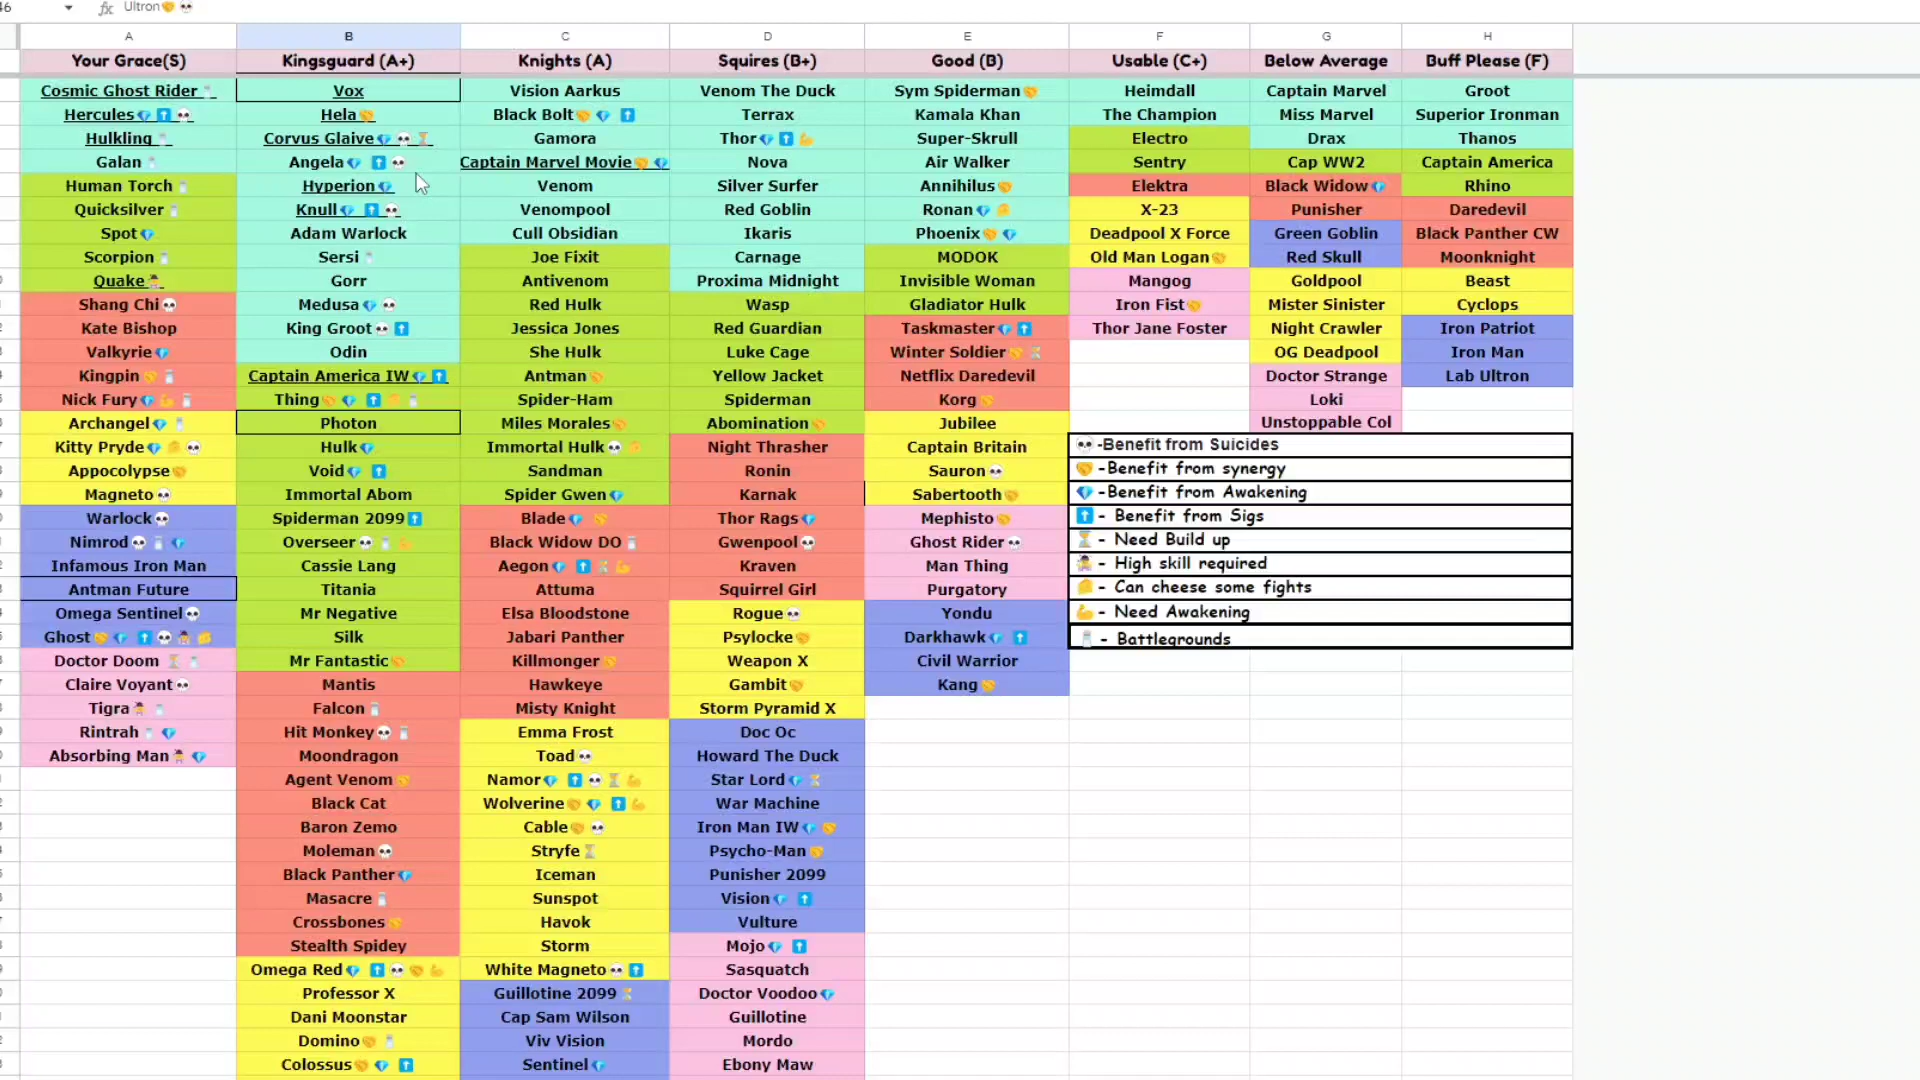 46 fx Ultron🤜💀
A B C D E F G H
Your Grace(S) Kingsguard (A+) Knights (A) Squires (B+) Good (B) Usable (C+) Below Average Buff Please (F)
Cosmic Ghost Rider Vox Vision Aarkus Venom The Duck Sym Spiderman Heimdall Captain Marvel Groot
Hercules Hela Black Bolt Terrax Kamala Khan The Champion Miss Marvel Superior Ironman
Hulkling Corvus Glaive Gamora Thor Super-Skrull Electro Drax Thanos
Galan Angela Captain Marvel Movie Nova Air Walker Sentry Cap WW2 Captain America
Human Torch Hyperion Venom Silver Surfer Annihilus Elektra Black Widow Rhino
Quicksilver Knull Venompool Red Goblin Ronan X-23 Punisher Daredevil
Spot Adam Warlock Cull Obsidian Ikaris Phoenix Deadpool X Force Green Goblin Black Panther CW
Scorpion Sersi Joe Fixit Carnage MODOK Old Man Logan Red Skull Moonknight
Quake Gorr Antivenom Proxima Midnight Invisible Woman Mangog Goldpool Beast
Shang Chi Medusa Red Hulk Wasp Gladiator Hulk Iron Fist Mister Sinister Cyclops
Kate Bishop King Groot Jessica Jones Red Guardian Taskmaster Thor Jane Foster Night Crawler Iron Patriot
Valkyrie Odin She Hulk Luke Cage Winter Soldier OG Deadpool Iron Man
Kingpin Captain America IW Antman Yellow Jacket Netflix Daredevil Doctor Strange Lab Ultron
Nick Fury Thing Spider-Ham Spiderman Korg Loki
Archangel Photon Miles Morales Abomination Jubilee Unstoppable Col
Kitty Pryde Hulk Immortal Hulk Night Thrasher Captain Britain -Benefit from Suicides
Appocolypse Void Sandman Ronin Sauron -Benefit from synergy
Magneto Immortal Abom Spider Gwen Karnak Sabertooth -Benefit from Awakening
Warlock Spiderman 2099 Blade Thor Rags Mephisto - Benefit from Sigs
Nimrod Overseer Black Widow DO Gwenpool Ghost Rider - Need Build up
Infamous Iron Man Cassie Lang Aegon Kraven Man Thing - High skill required
Antman Future Titania Attuma Squirrel Girl Purgatory - Can cheese some fights
Omega Sentinel Mr Negative Elsa Bloodstone Rogue Yondu - Need Awakening
Ghost Silk Jabari Panther Psylocke Darkhawk - Battlegrounds
Doctor Doom Mr Fantastic Killmonger Weapon X Civil Warrior
Claire Voyant Mantis Hawkeye Gambit Kang
Tigra Falcon Misty Knight Storm Pyramid X
Rintrah Hit Monkey Emma Frost Doc Oc
Absorbing Man Moondragon Toad Howard The Duck
Agent Venom Namor Star Lord
Black Cat Wolverine War Machine
Baron Zemo Cable Iron Man IW
Moleman Stryfe Psycho-Man
Black Panther Iceman Punisher 2099
Masacre Sunspot Vision
Crossbones Havok Vulture
Stealth Spidey Storm Mojo
Omega Red White Magneto Sasquatch
Professor X Guillotine 2099 Doctor Voodoo
Dani Moonstar Cap Sam Wilson Guillotine
Domino Viv Vision Mordo
Colossus Sentinel Ebony Maw